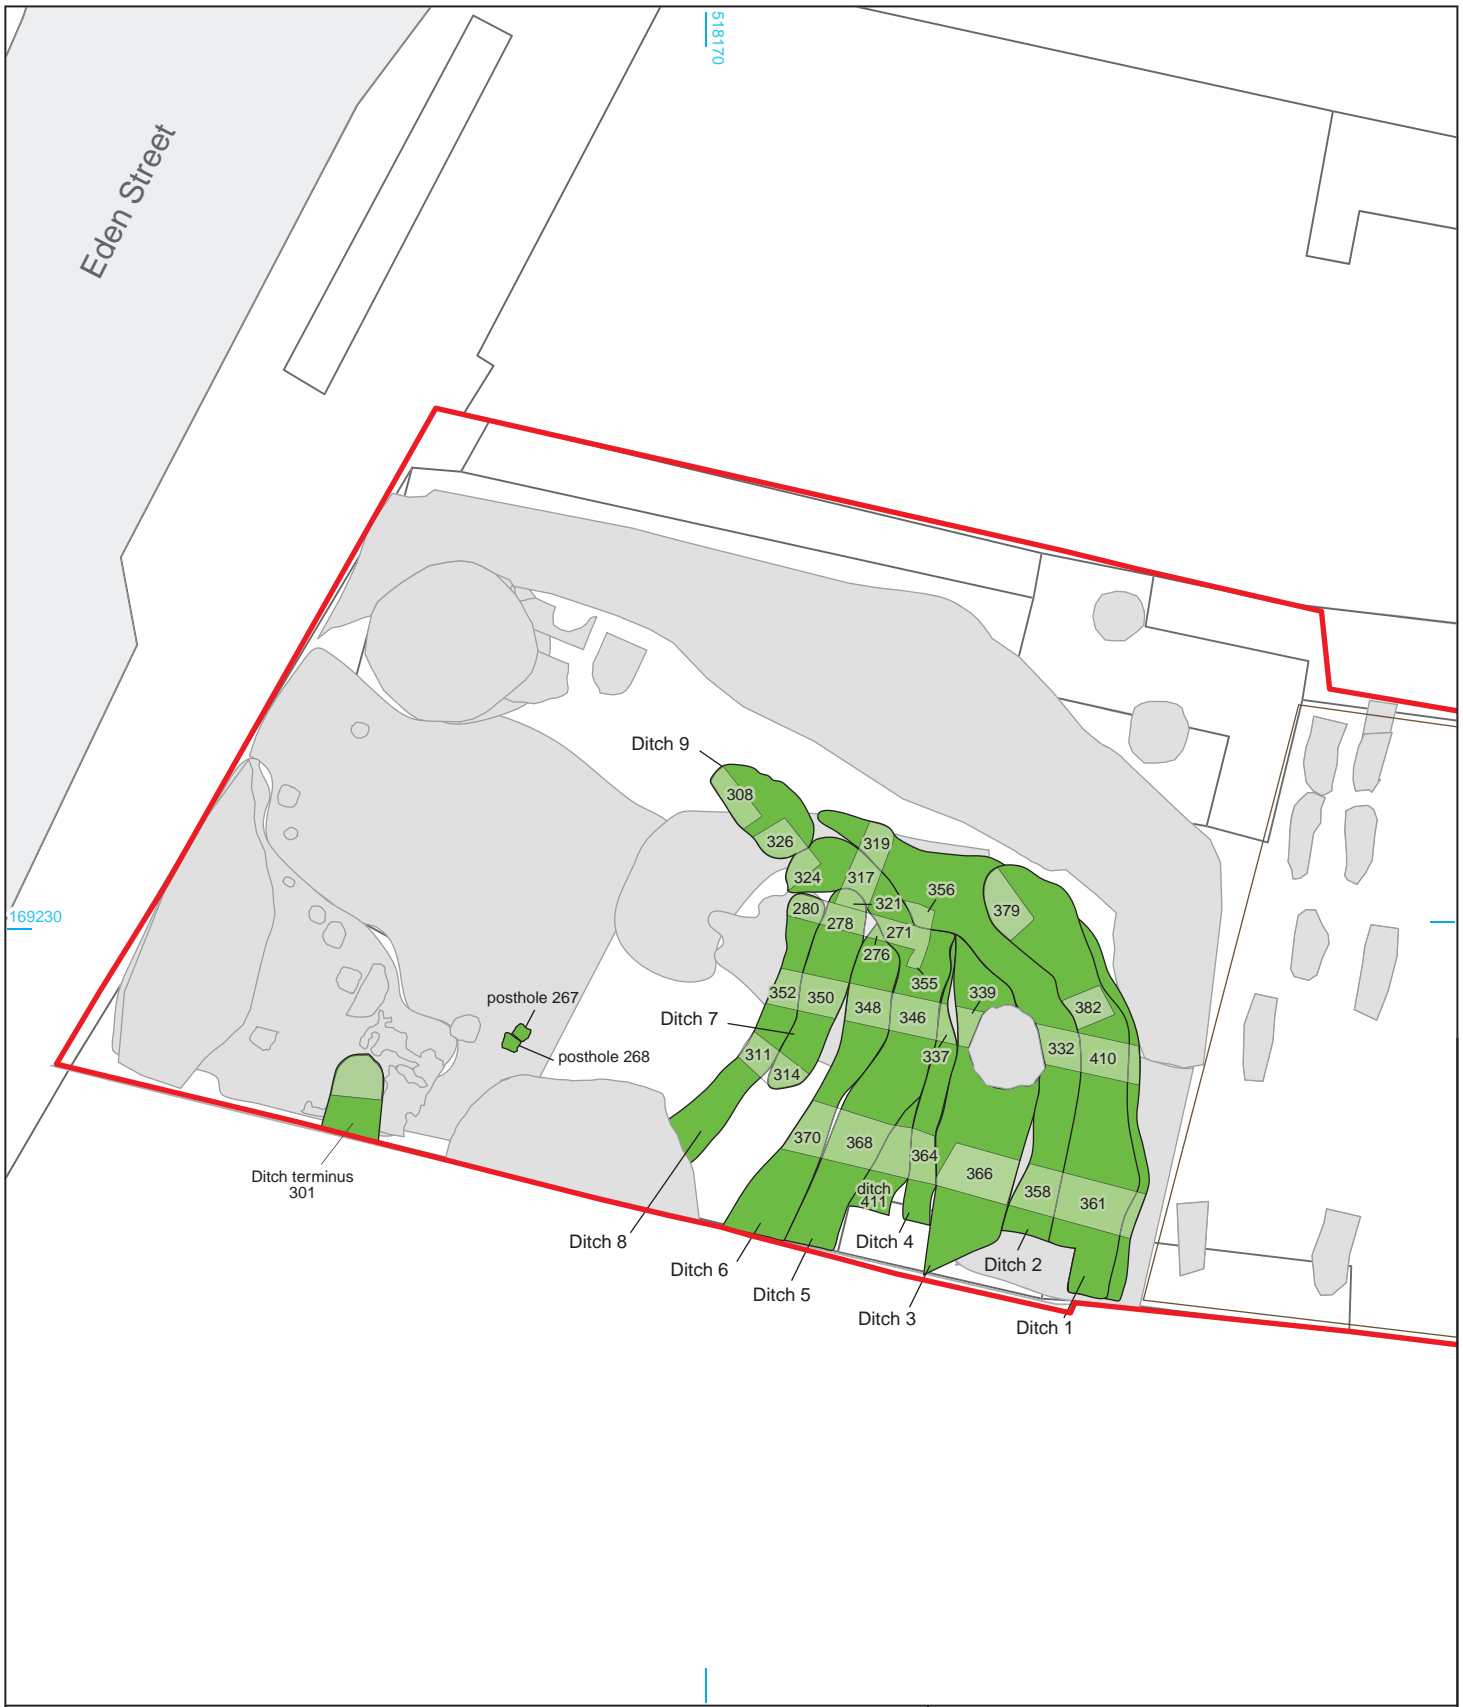 518170
Eden Street
Ditch 9
308
326
319
324
317
356
321
280
379
278
271
276
169230
355
352
350
339
posthole 267
348
382
346
Ditch 7
332
311
337
410
posthole 268
314
370
368
364
366
Ditch terminus
301
ditch
411
358
361
Ditch 8
Ditch 4
Ditch 6
Ditch 2
Ditch 5
Ditch 3
Ditch 1